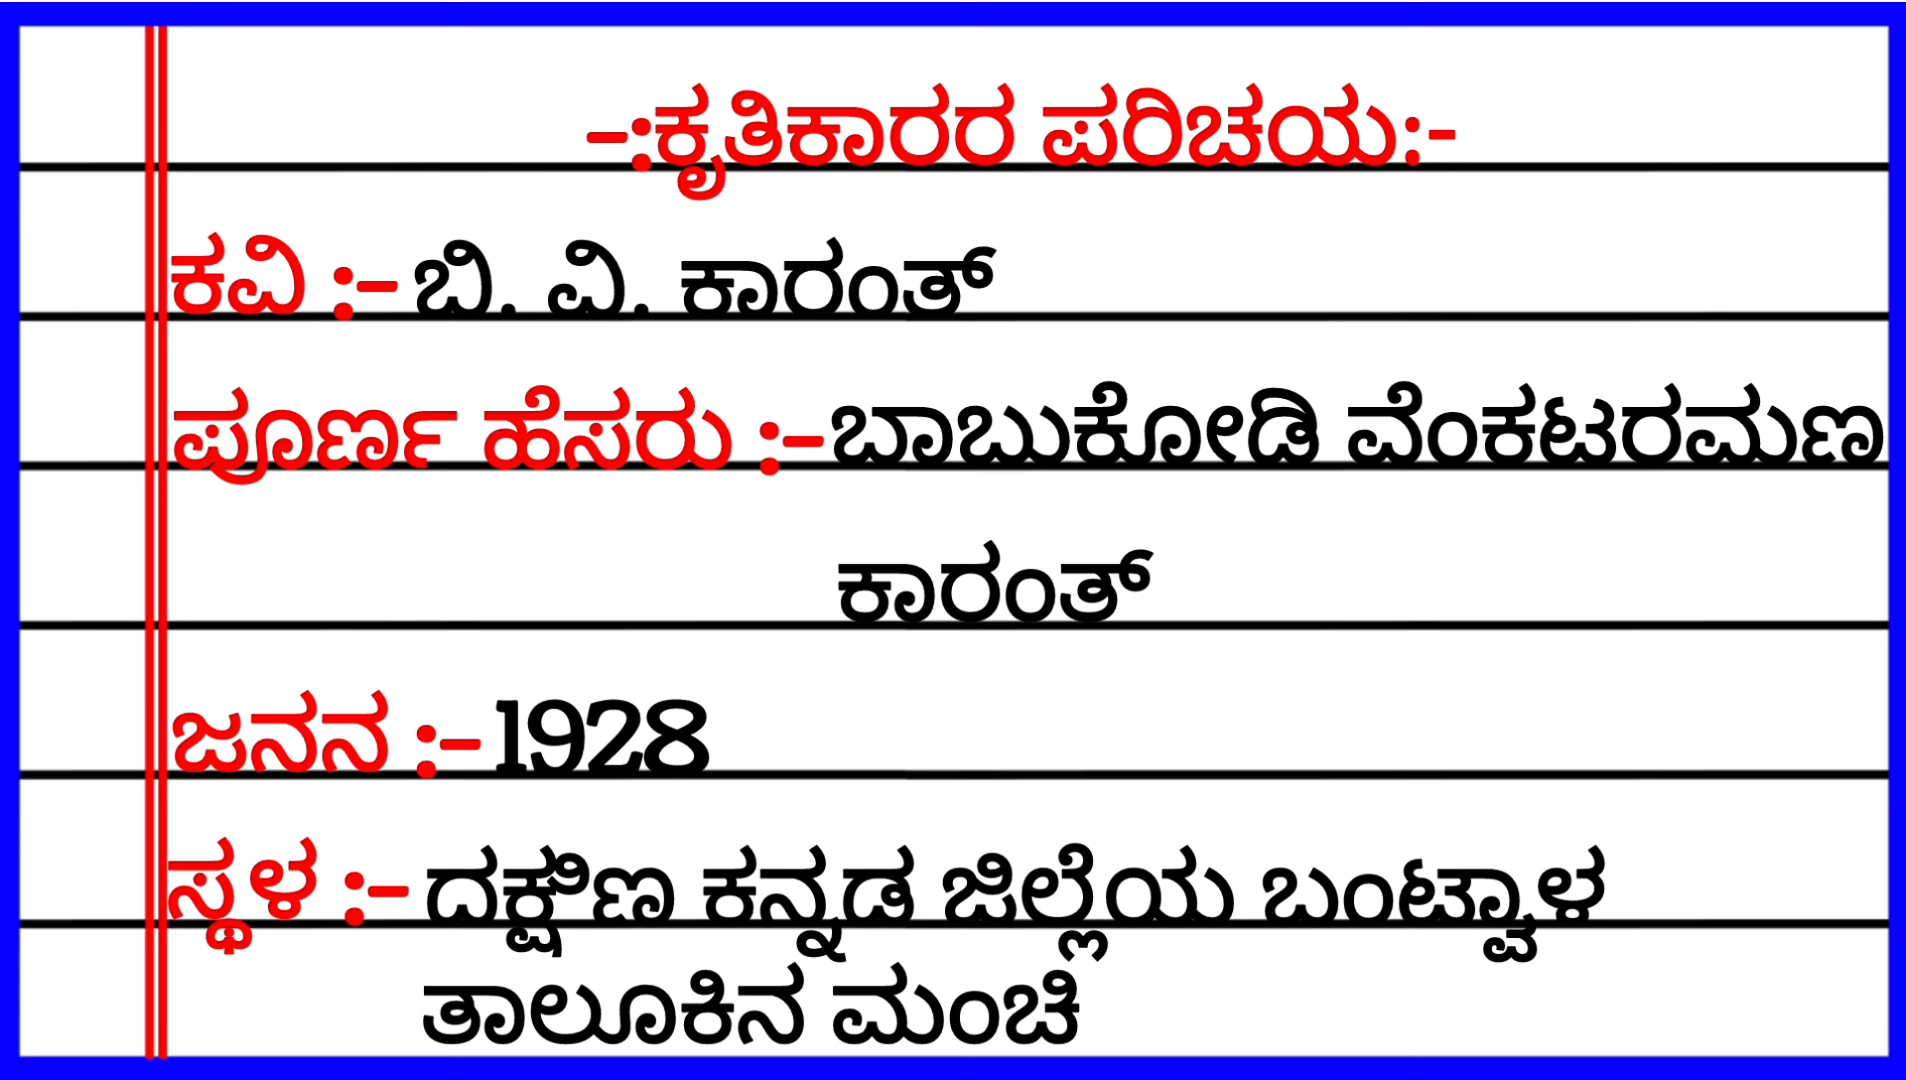 -:ಕೃತಿಕಾರರ ಪರಿಚಯ:-
ಕವಿ :- ಬಿ. ವಿ. ಕಾರಂತ್
ಪೂರ್ಣ ಹೆಸರು :- ಬಾಬುಕೋಡಿ ವೆಂಕಟರಮಣ
ಕಾರಂತ್
ಜನನ :- 1928
ಸ್ಥಳ :- ದಕ್ಷಿಣ ಕನ್ನಡ ಜಿಲ್ಲೆಯ ಬಂಟ್ವಾಳ
ತಾಲೂಕಿನ ಮಂಚಿ